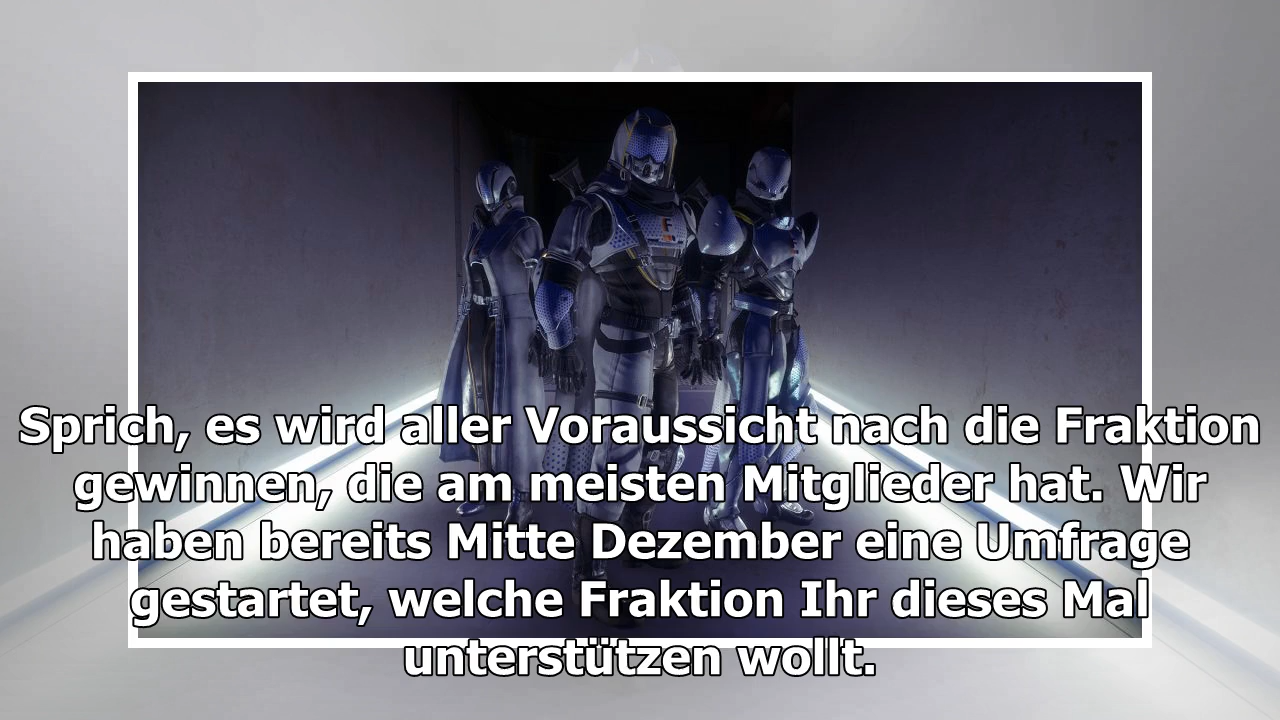 Sprich, es wird aller Voraussicht nach die Fraktion
gewinnen, die am meisten Mitglieder hat. Wir
haben bereits Mitte Dezember eine Umfrage
gestartet, welche Fraktion Ihr dieses Mal
unterstützen wollt.